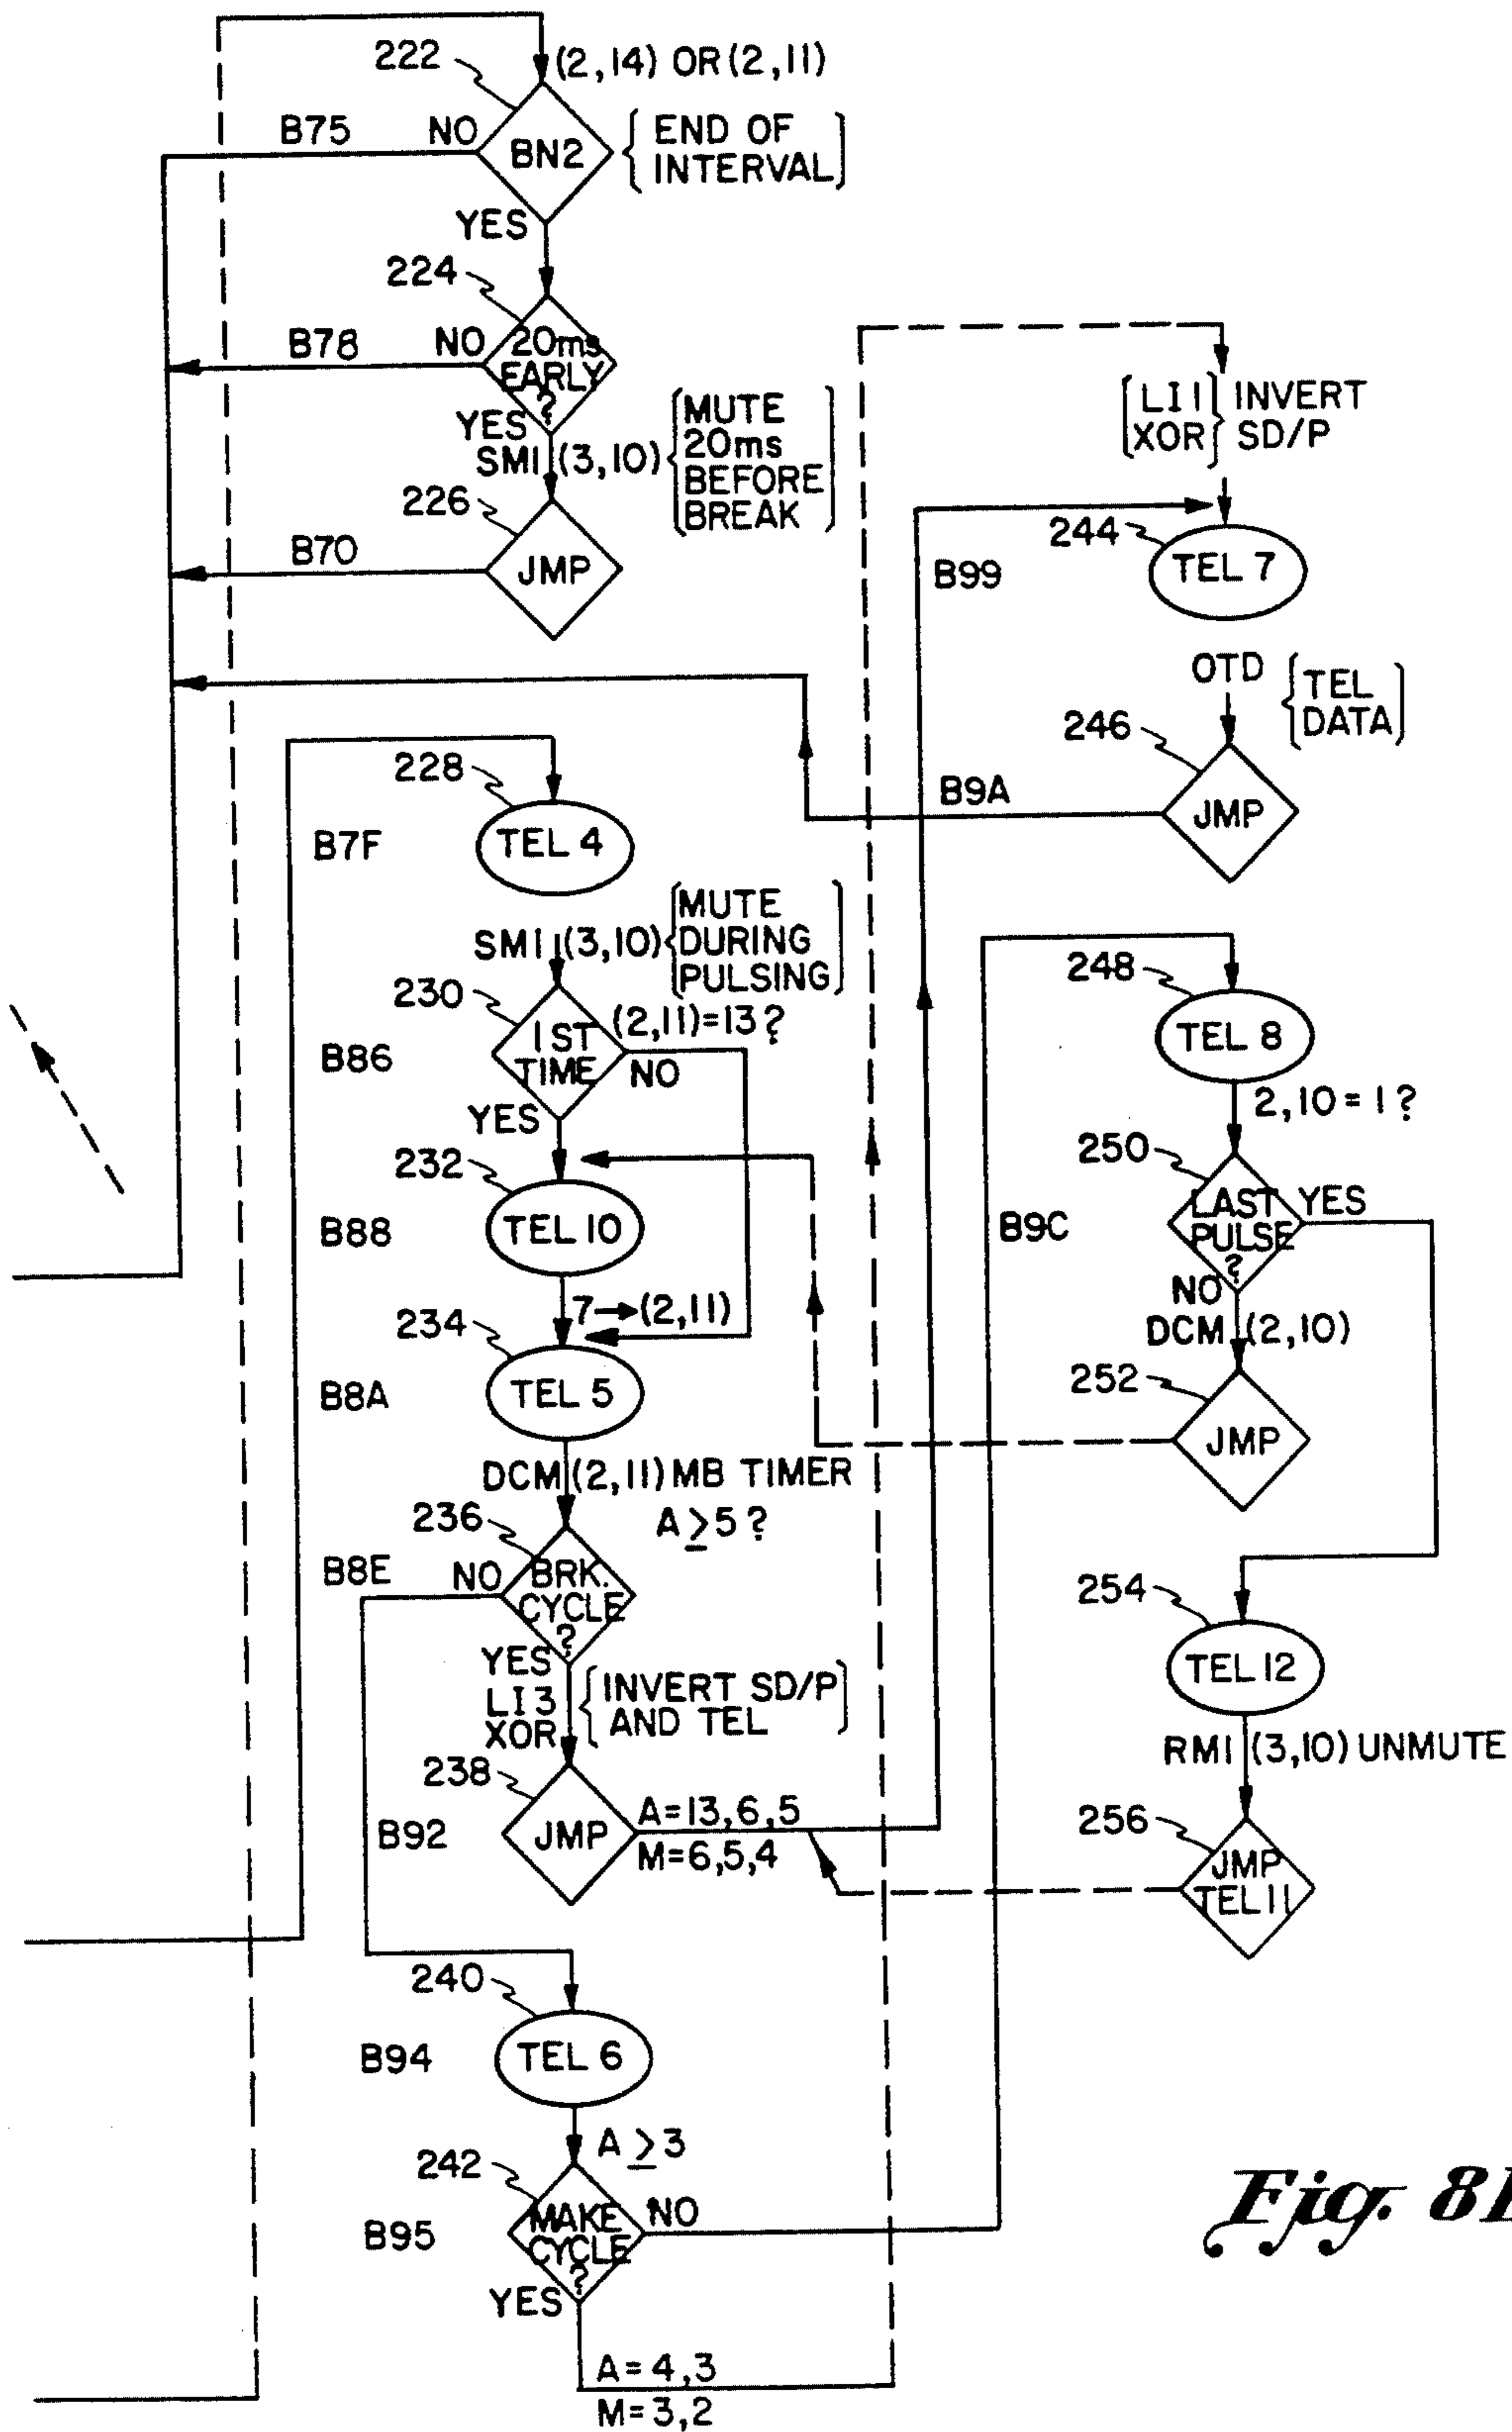 222
(2,14) OR (2,11)
B75
NO
BN2
END OF
INTERVAL
YES
224
B78
NO
20ms
EARLY
?
YES
SM1 (3,10)
MUTE
20ms
BEFORE
BREAK
226
B70
JMP
228
B7F
TEL 4
SM1 (3,10)
MUTE
DURING
PULSING
230
(2,11)=13?
B86
1ST
TIME
NO
YES
232
B88
TEL 10
7→(2,11)
234
B8A
TEL 5
DCM (2,11) MB TIMER
236
A≥5?
B8E
NO
BRK.
CYCLE
?
YES
LI3
XOR
INVERT SD/P
AND TEL
238
B92
JMP
A=13,6,5
M=6,5,4
240
B94
TEL 6
A≥3
242
B95
MAKE
CYCLE
?
NO
YES
A=4,3
M=3,2
LI1
XOR
INVERT
SD/P
244
B99
TEL 7
OTD
TEL
DATA
246
B9A
JMP
248
TEL 8
2,10=1?
250
B9C
LAST
PULSE
?
YES
NO
DCM (2,10)
252
JMP
254
TEL 12
RM1 (3,10) UNMUTE
256
JMP
TEL 11